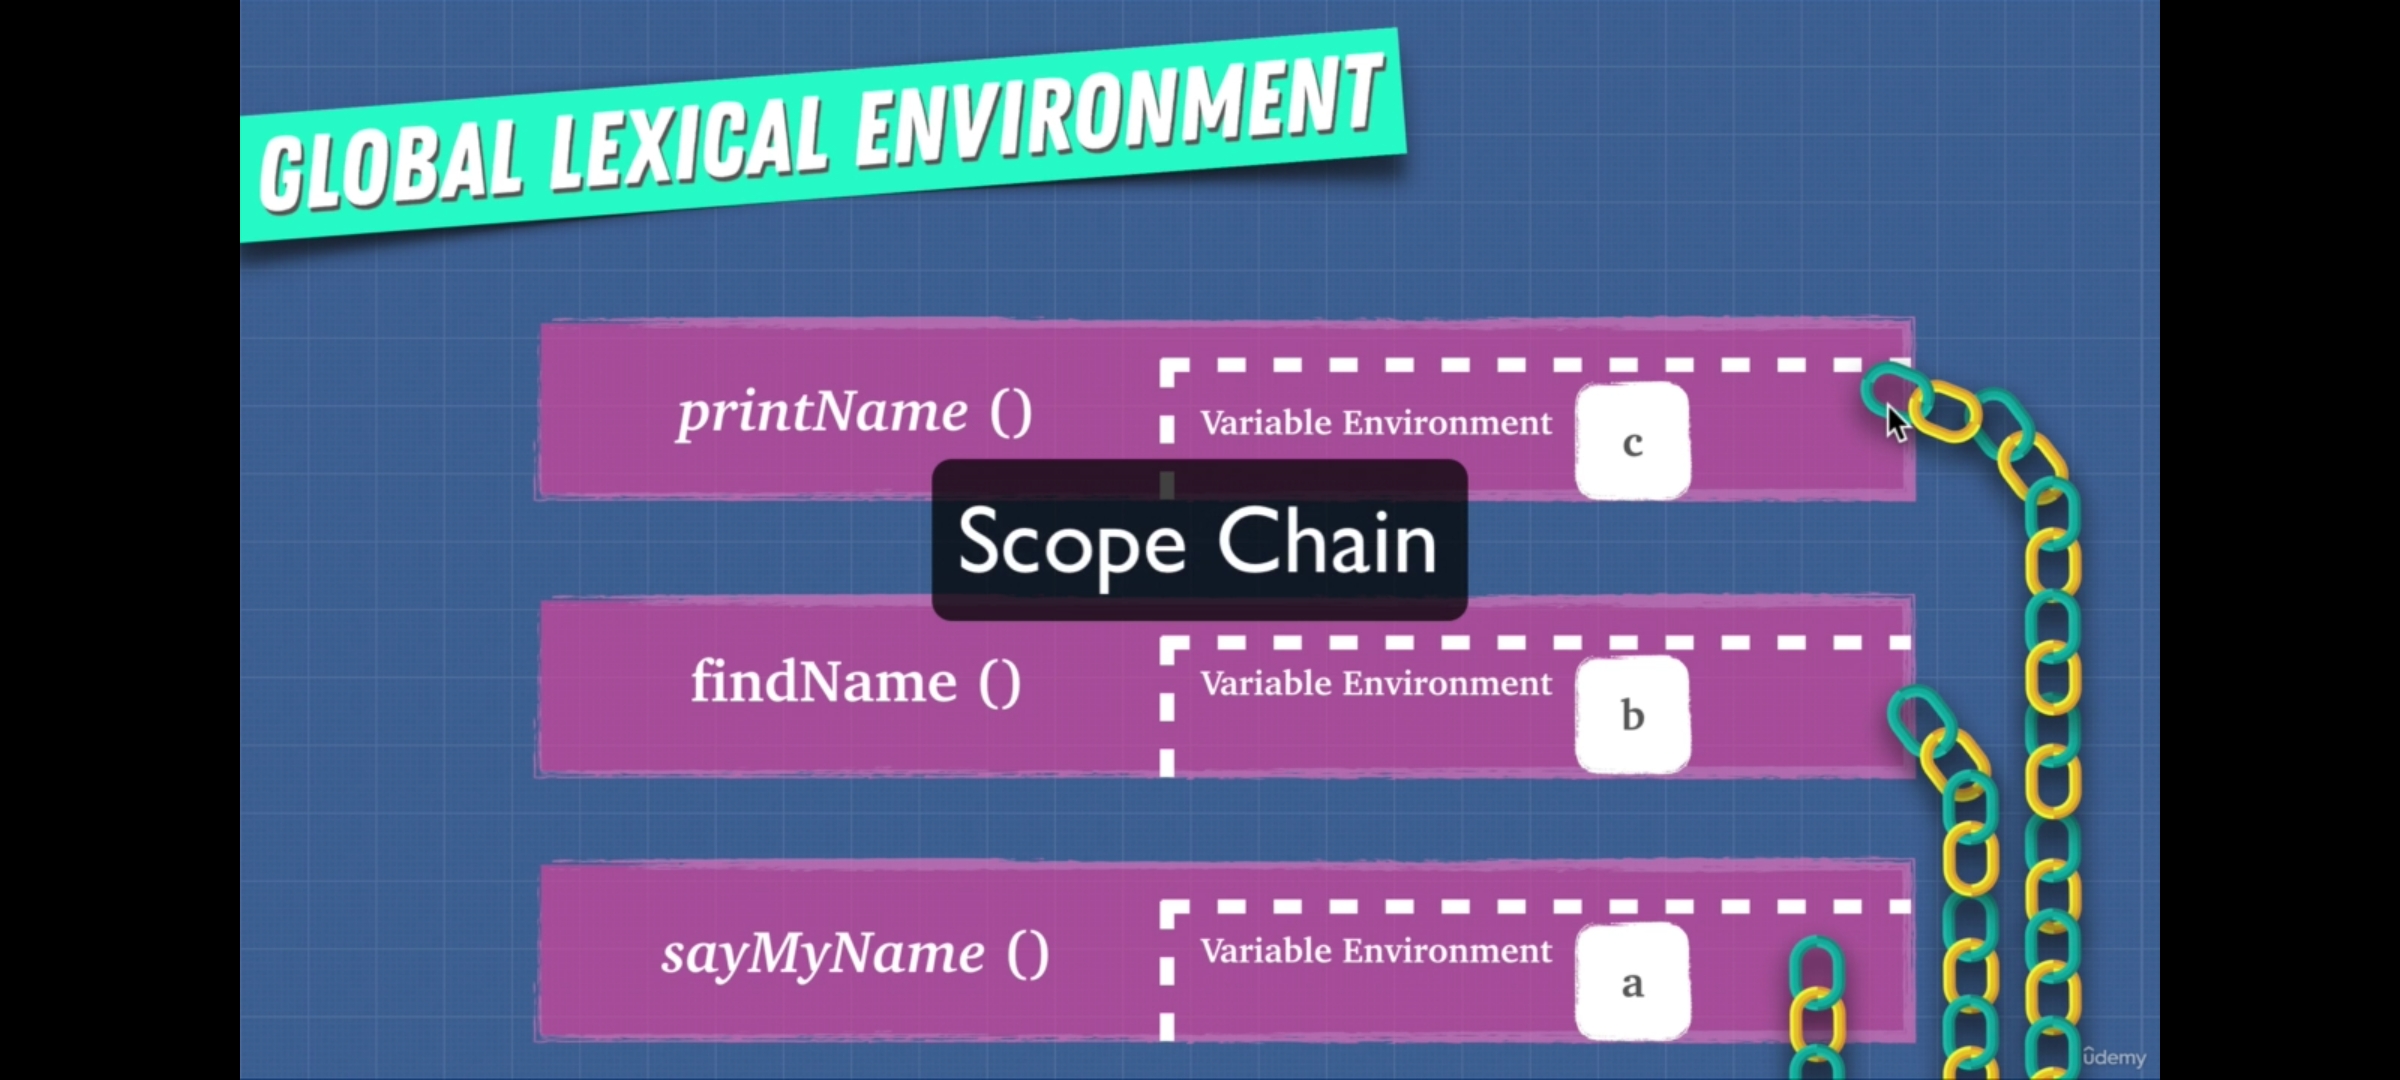 GLOBAL LEXICAL ENVIRONMENT
printName ()
Variable Environment
c
Scope Chain
findName ()
Variable Environment
b
sayMyName ()
Variable Environment
a
ûdemy